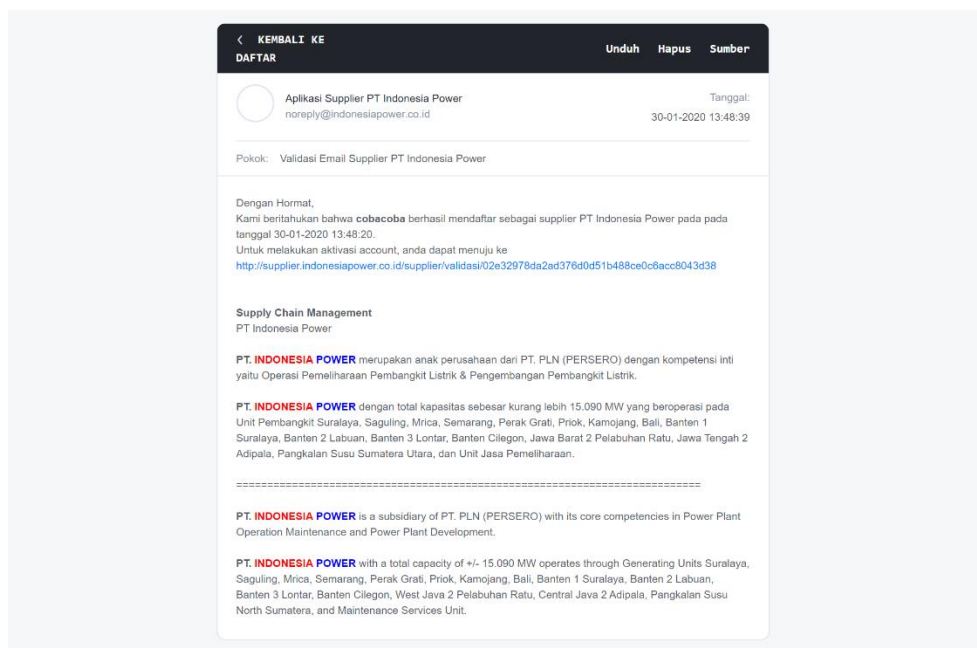 KEMBALI KE
DAFTAR
Unduh Hapus Sumber
Aplikasi Supplier PT Indonesia Power
noreply@indonesiapower.co.id
Tanggal:
30-01-2020 13:48:39
Pokok: Validasi Email Supplier PT Indonesia Power
Dengan Hormat,
Kami beritahukan bahwa cobacoba berhasil mendaftar sebagai supplier PT Indonesia Power pada pada
tanggal 30-01-2020 13:48:20.
Untuk melakukan aktivasi account, anda dapat menuju ke
http://supplier.indonesiapower.co.id/supplier/validasi/02e32978da2ad376d0d51b488ce0c6acc8043d38
Supply Chain Management
PT Indonesia Power
PT. INDONESIA POWER merupakan anak perusahaan dari PT. PLN (PERSERO) dengan kompetensi inti
yaitu Operasi Pemeliharaan Pembangkit Listrik & Pengembangan Pembangkit Listrik.
PT. INDONESIA POWER dengan total kapasitas sebesar kurang lebih 15.090 MW yang beroperasi pada
Unit Pembangkit Suralaya, Saguling, Mrica, Semarang, Perak Grati, Priok, Kamojang, Bali, Banten 1
Suralaya, Banten 2 Labuan, Banten 3 Lontar, Banten Cilegon, Jawa Barat 2 Pelabuhan Ratu, Jawa Tengah 2
Adipala, Pangkalan Susu Sumatera Utara, dan Unit Jasa Pemeliharaan.
===========================================================================
PT. INDONESIA POWER is a subsidiary of PT. PLN (PERSERO) with its core competencies in Power Plant
Operation Maintenance and Power Plant Development.
PT. INDONESIA POWER with a total capacity of +/- 15.090 MW operates through Generating Units Suralaya,
Saguling, Mrica, Semarang, Perak Grati, Priok, Kamojang, Bali, Banten 1 Suralaya, Banten 2 Labuan,
Banten 3 Lontar, Banten Cilegon, West Java 2 Pelabuhan Ratu, Central Java 2 Adipala, Pangkalan Susu
North Sumatera, and Maintenance Services Unit.